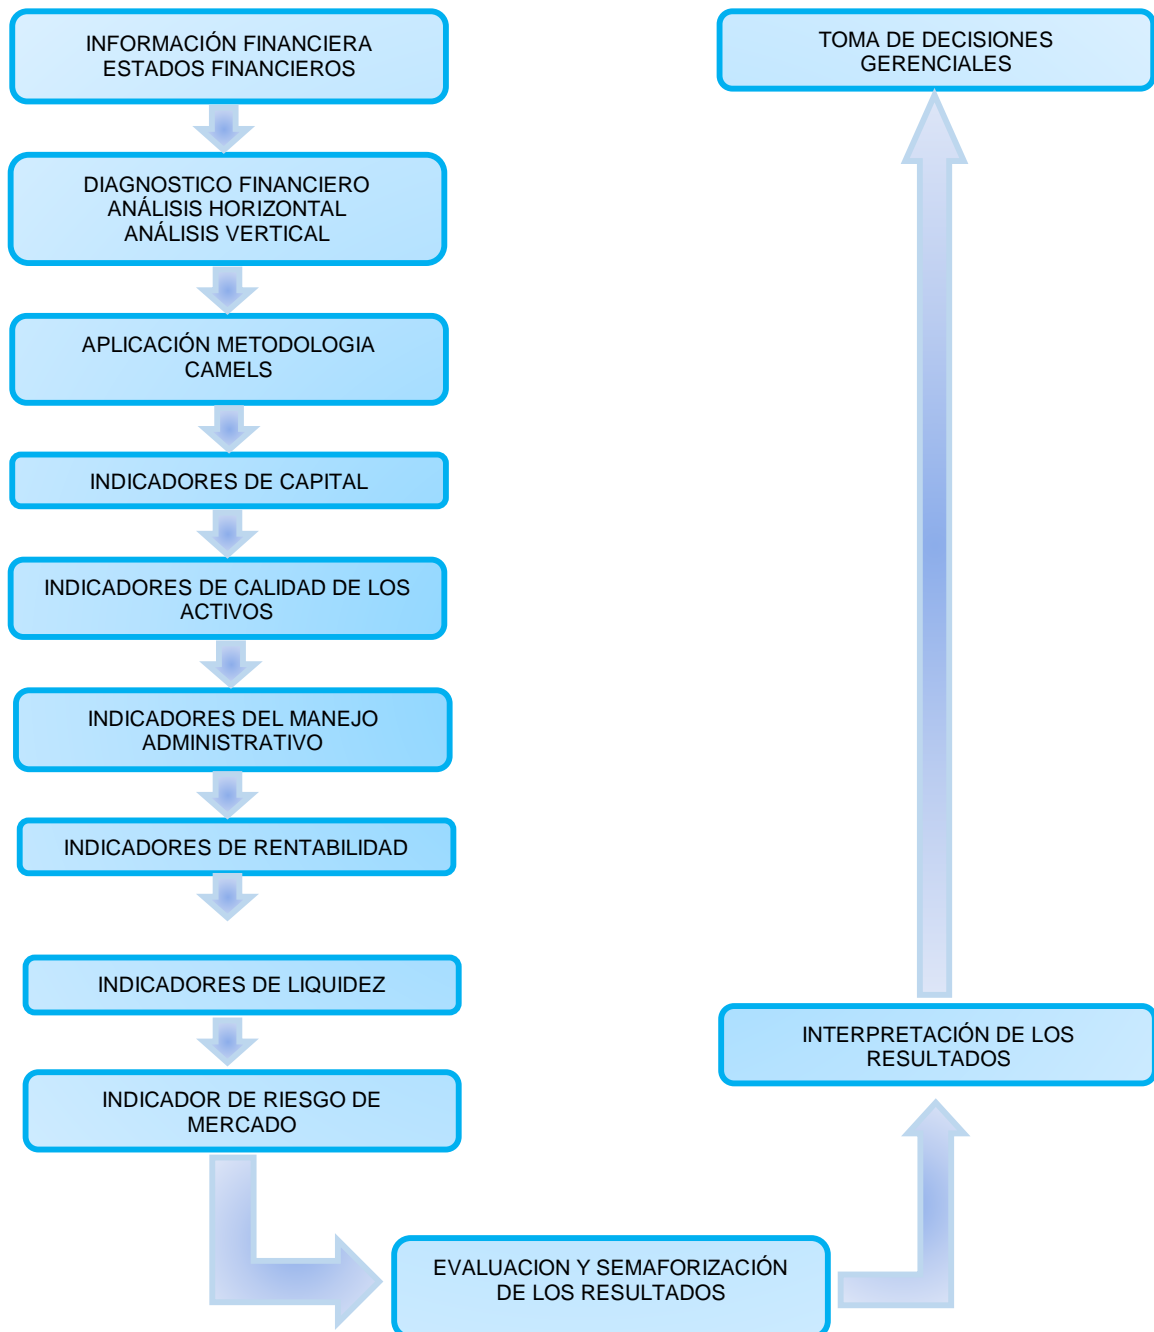 INFORMACIÓN FINANCIERA
ESTADOS FINANCIEROS
DIAGNOSTICO FINANCIERO
ANÁLISIS HORIZONTAL
ANÁLISIS VERTICAL
APLICACIÓN METODOLOGIA
CAMELS
INDICADORES DE CAPITAL
INDICADORES DE CALIDAD DE LOS
ACTIVOS
INDICADORES DEL MANEJO
ADMINISTRATIVO
INDICADORES DE RENTABILIDAD
INDICADORES DE LIQUIDEZ
INDICADOR DE RIESGO DE
MERCADO
EVALUACION Y SEMAFORIZACIÓN
DE LOS RESULTADOS
INTERPRETACIÓN DE LOS
RESULTADOS
TOMA DE DECISIONES
GERENCIALES